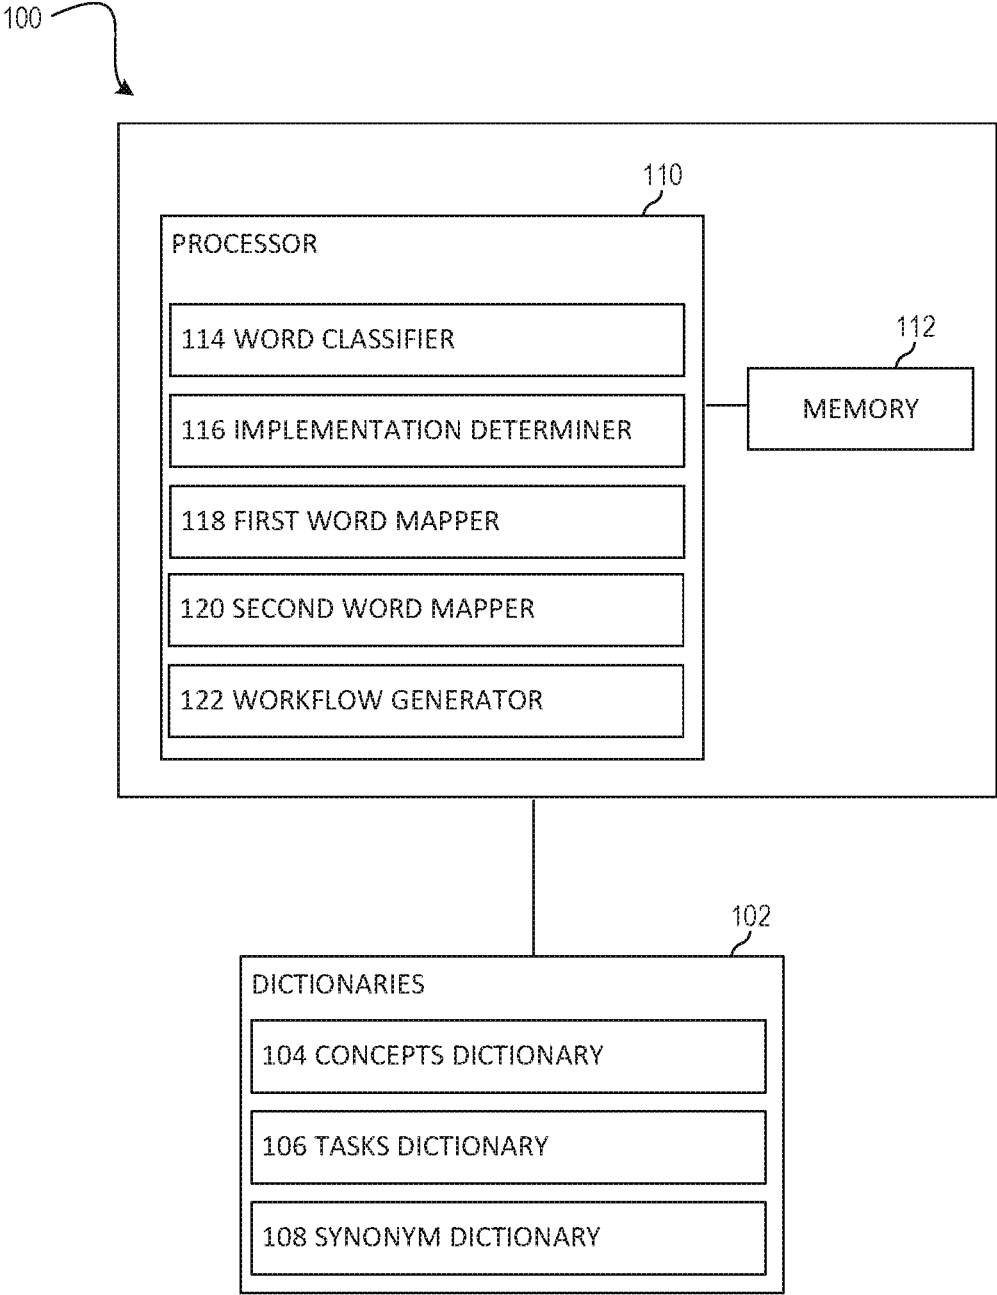 100
110
PROCESSOR
114 WORD CLASSIFIER
112
116 IMPLEMENTATION DETERMINER
MEMORY
118 FIRST WORD MAPPER
120 SECOND WORD MAPPER
122 WORKFLOW GENERATOR
102
DICTIONARIES
104 CONCEPTS DICTIONARY
106 TASKS DICTIONARY
108 SYNONYM DICTIONARY